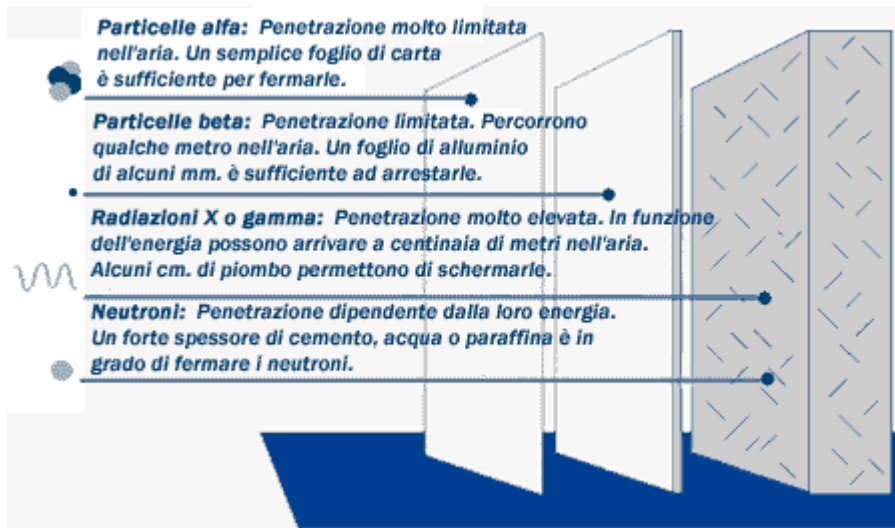 Particelle alfa: Penetrazione molto limitata
nell'aria. Un semplice foglio di carta
è sufficiente per fermarle.
Particelle beta: Penetrazione limitata. Percorrono
qualche metro nell'aria. Un foglio di alluminio
di alcuni mm. è sufficiente ad arrestarle.
Radiazioni X o gamma: Penetrazione molto elevata. In funzione
dell'energia possono arrivare a centinaia di metri nell'aria.
Alcuni cm. di piombo permettono di schermarle.
Neutroni: Penetrazione dipendente dalla loro energia.
Un forte spessore di cemento, acqua o paraffina è in
grado di fermare i neutroni.